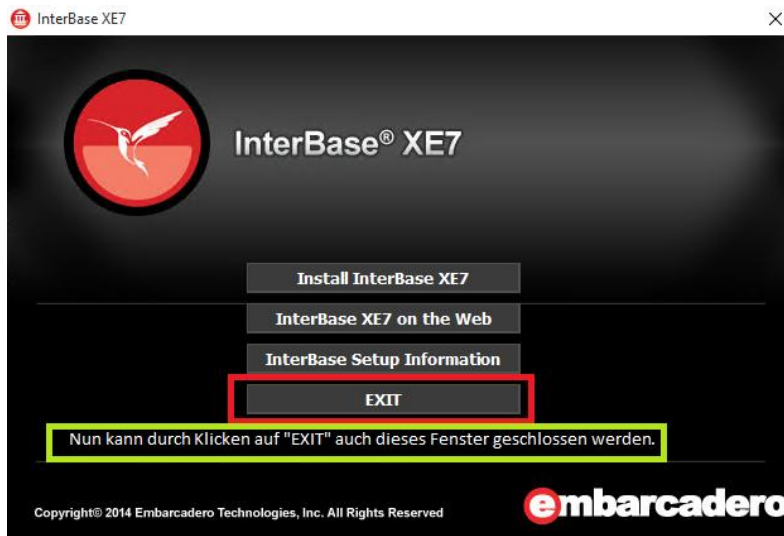 InterBase XE7
InterBase® XE7
Install InterBase XE7
InterBase XE7 on the Web
InterBase Setup Information
EXIT
Nun kann durch Klicken auf "EXIT" auch dieses Fenster geschlossen werden.
Copyright© 2014 Embarcadero Technologies, Inc. All Rights Reserved
embarcadero